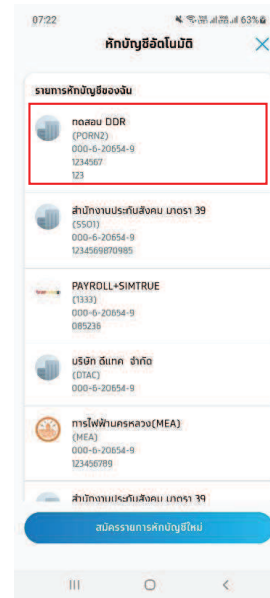 07:22
63%
หักบัญชีอัตโนมัติ
รายการหักบัญชีของฉัน
ทดสอบ DDR
(PORN2)
000-6-20654-9
1234567
123
สำนักงานประกันสังคม มาตรา 39
(SSO1)
000-6-20654-9
1234569870985
PAYROLL+SIMTRUE
(1333)
000-6-20654-9
085236
บริษัท ดีแทค จำกัด
(DTAC)
000-6-20654-9
การไฟฟ้านครหลวง(MEA)
(MEA)
000-6-20654-9
123456789
สำนักงานประกันสังคม มาตรา 39
สมัครรายการหักบัญชีใหม่